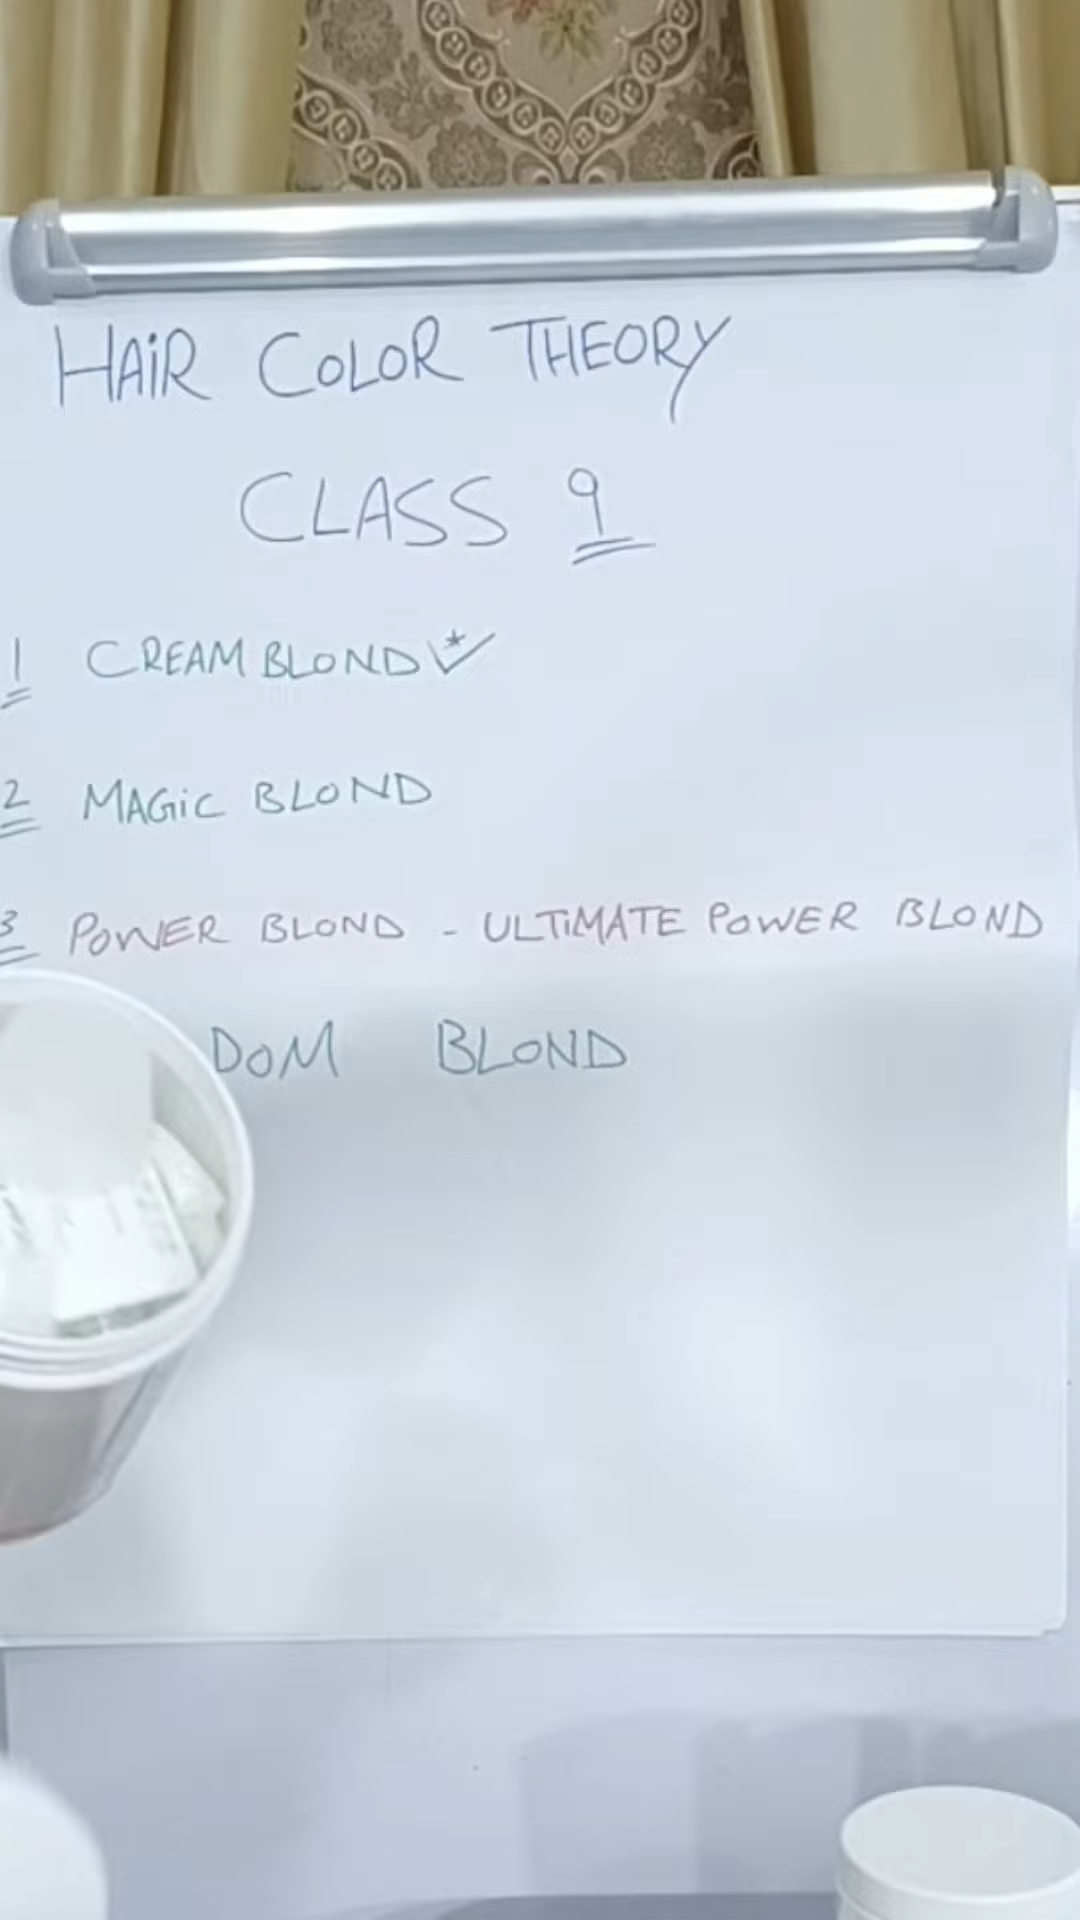 HAiR COLOR THEORY
CLASS 9
1 CREAM BLOND
2 MAGiC BLOND
3 POWER BLOND - ULTiMATE POWER BLOND
DOM BLOND